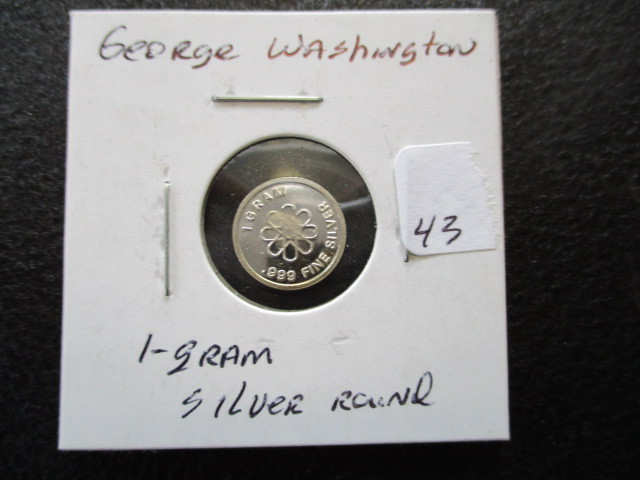 George Washington
1 GRAM
.999 FINE SILVER
43
1-gram
silver round